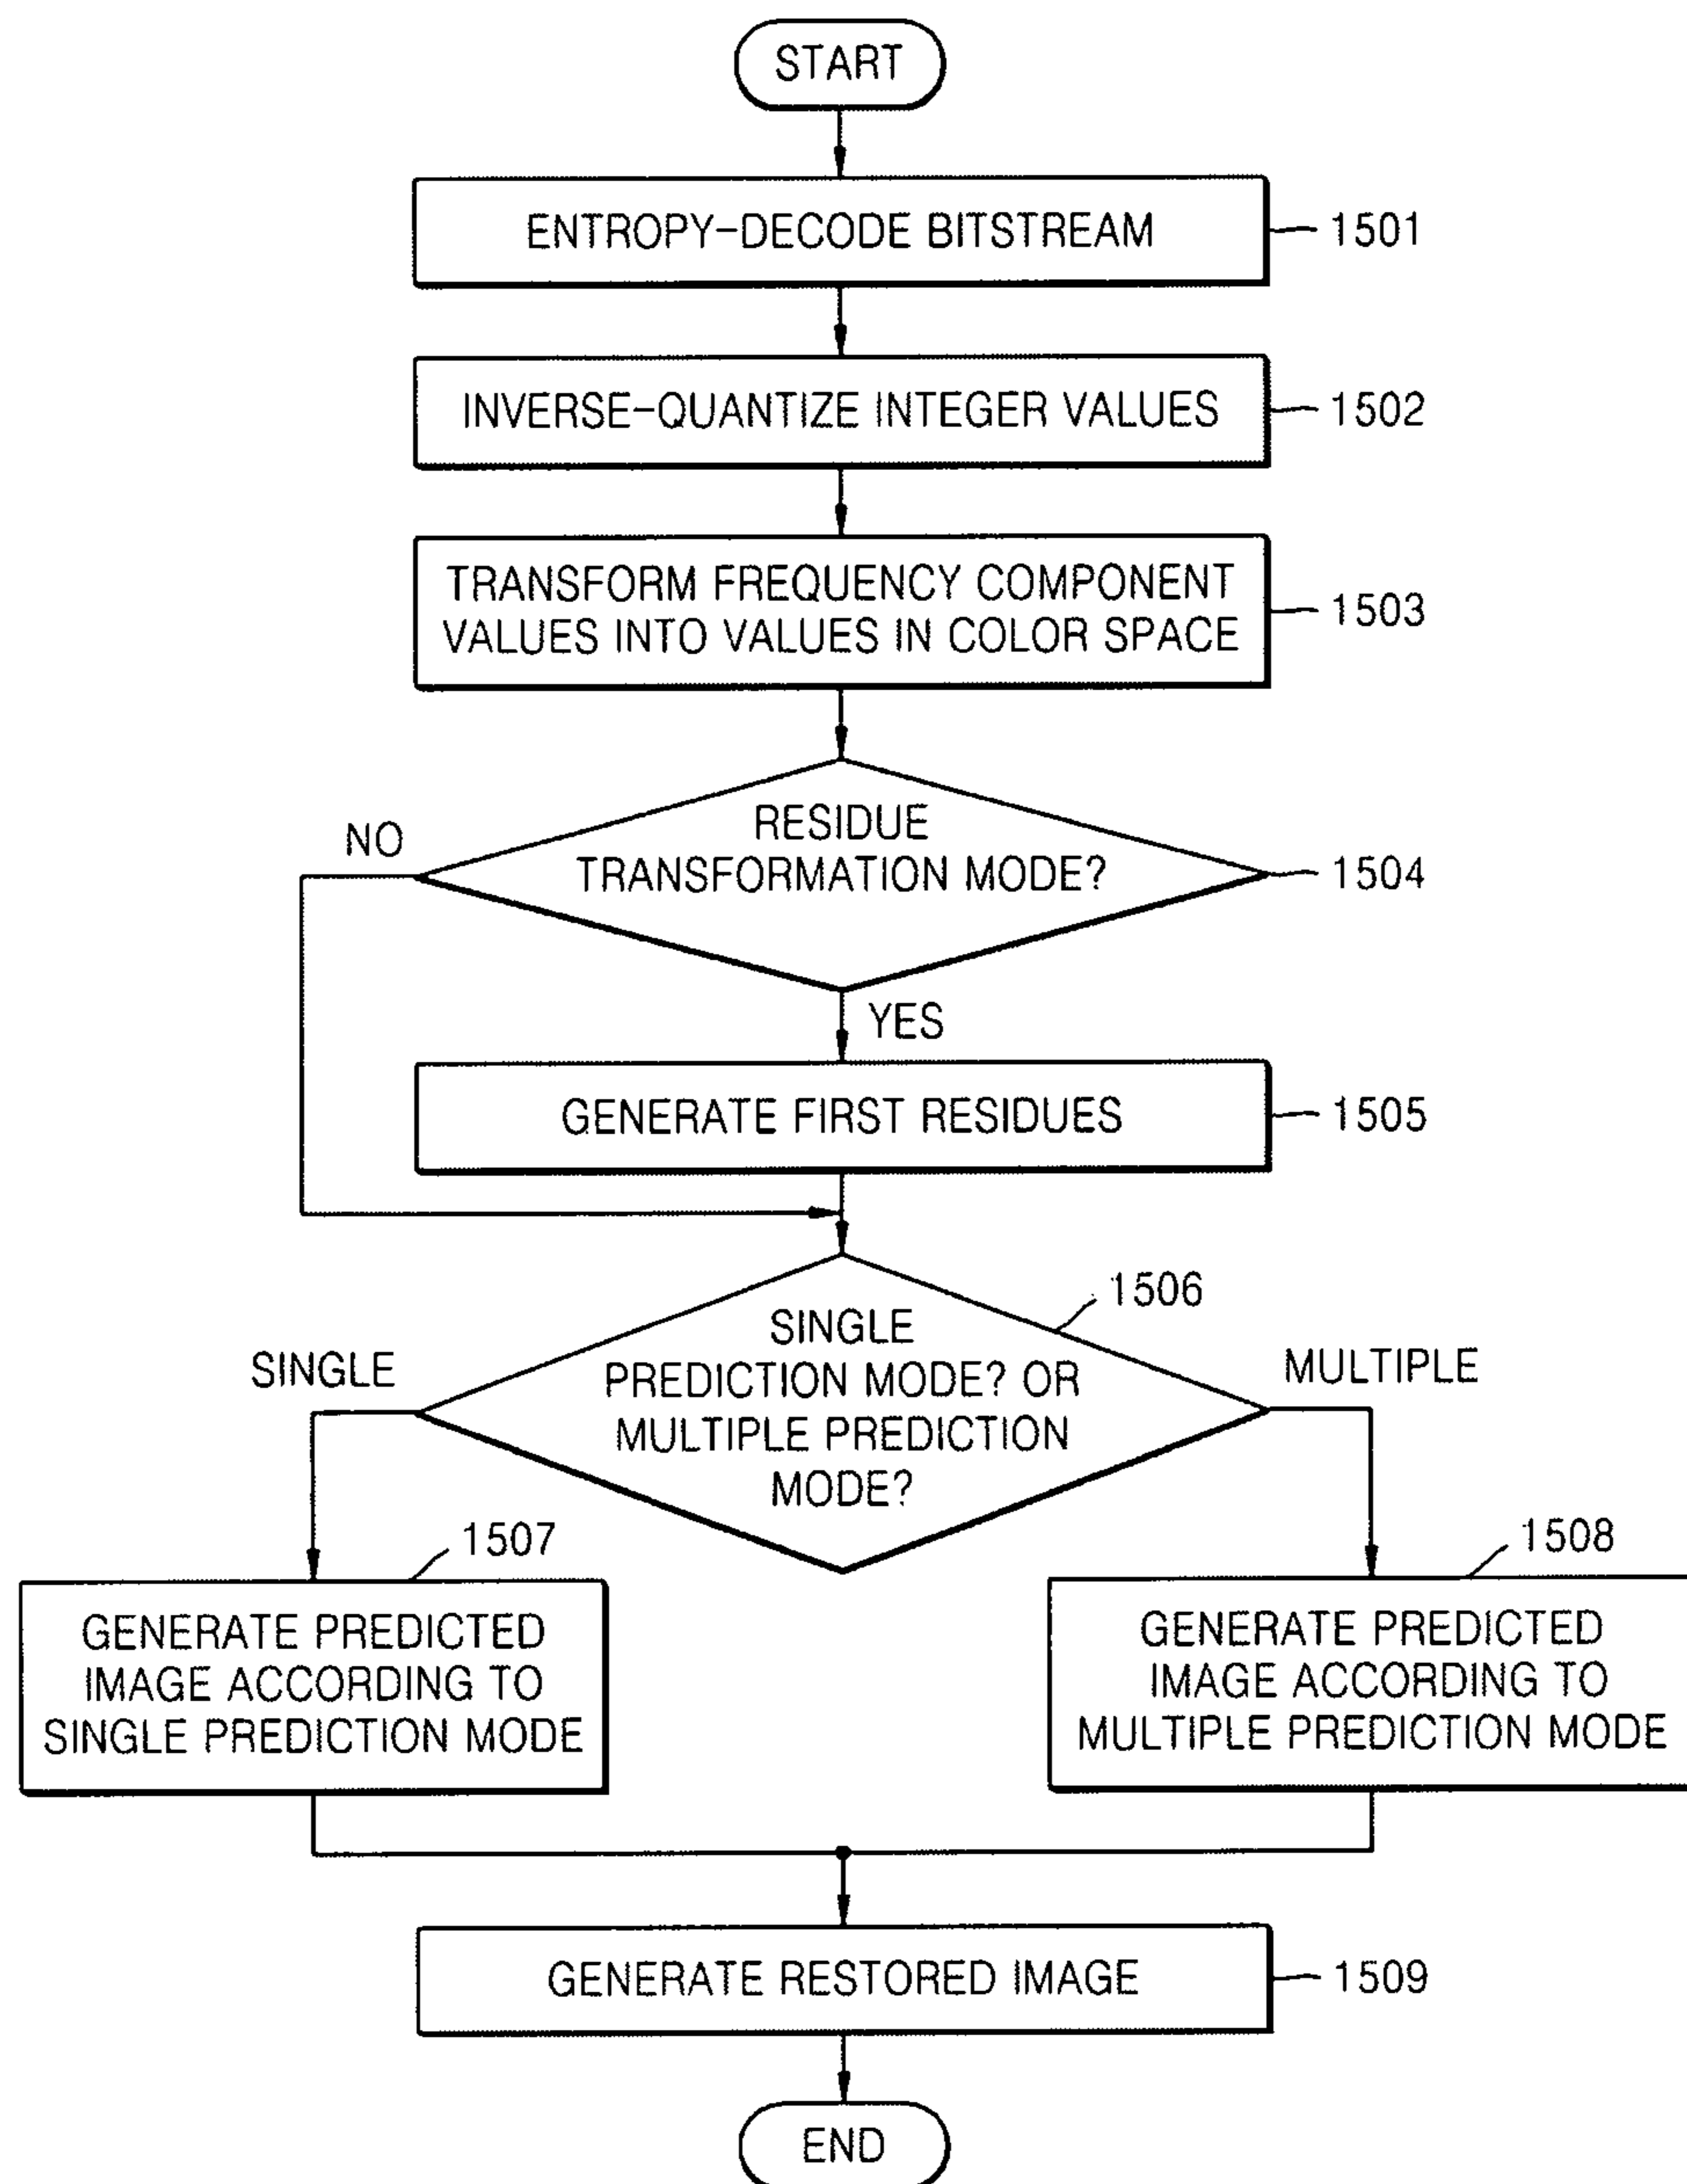 START
ENTROPY-DECODE BITSTREAM
1501
INVERSE-QUANTIZE INTEGER VALUES
1502
TRANSFORM FREQUENCY COMPONENT
VALUES INTO VALUES IN COLOR SPACE
1503
RESIDUE
TRANSFORMATION MODE?
1504
NO
YES
GENERATE FIRST RESIDUES
1505
1506
SINGLE
PREDICTION MODE? OR
MULTIPLE PREDICTION
MODE?
SINGLE
MULTIPLE
1507
GENERATE PREDICTED
IMAGE ACCORDING TO
SINGLE PREDICTION MODE
1508
GENERATE PREDICTED
IMAGE ACCORDING TO
MULTIPLE PREDICTION MODE
GENERATE RESTORED IMAGE
1509
END